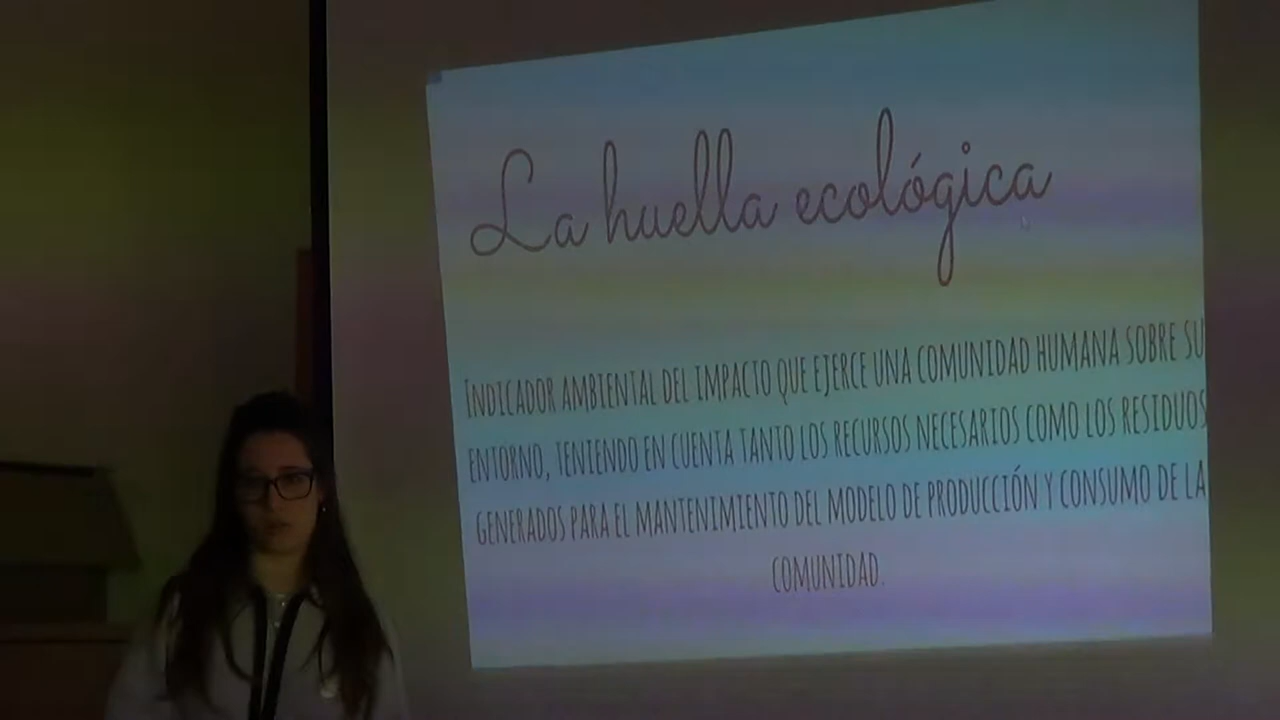 La huella ecológica
Indicador ambiental del impacto que ejerce una comunidad humana sobre su
entorno, teniendo en cuenta tanto los recursos necesarios como los residuos
generados para el mantenimiento del modelo de producción y consumo de la
comunidad.